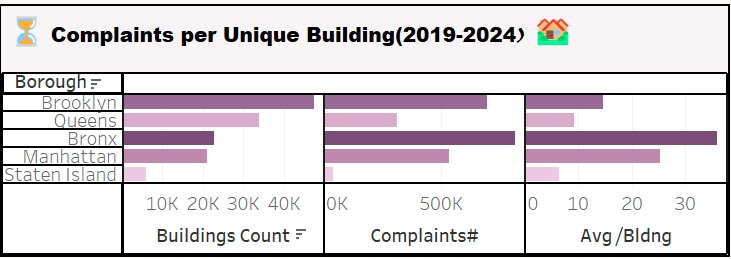 Complaints per Unique Building(2019-2024)
Borough
Brooklyn
Queens
Bronx
Manhattan
Staten Island
10K 20K 30K 40K 0K 500K 0 10 20 30
Buildings Count Complaints# Avg /Bldng